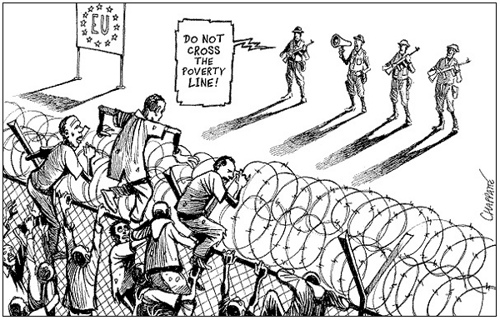 EU
DO NOT
CROSS
THE
POVERTY
LINE!
CHAPPATTE